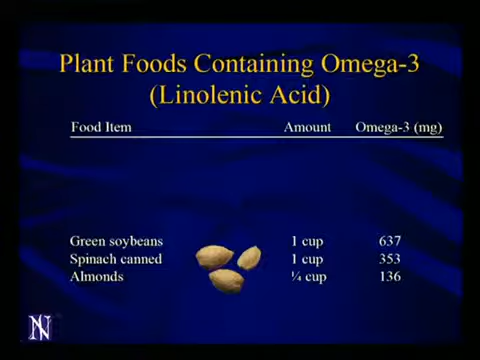 Plant Foods Containing Omega-3
(Linolenic Acid)
Food Item Amount Omega-3 (mg)
Green soybeans 1 cup 637
Spinach canned 1 cup 353
Almonds ¼ cup 136
N